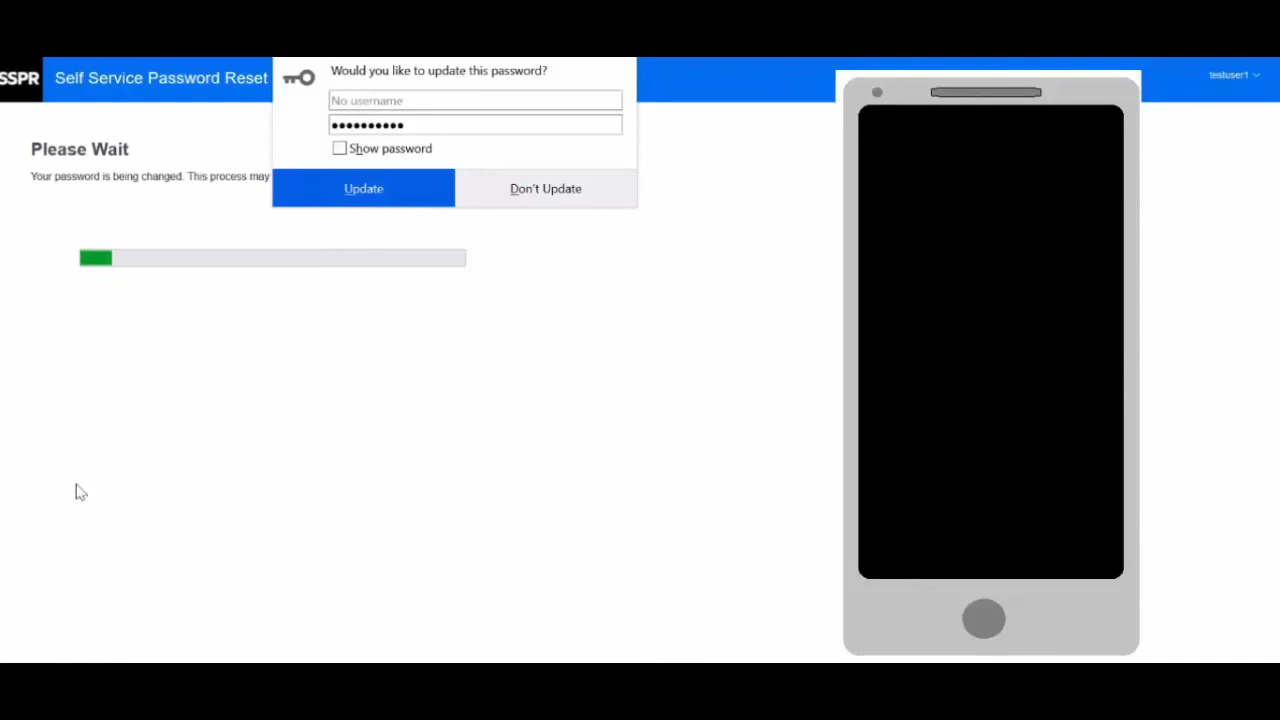 SSPR Self Service Password Reset
testuser1
Would you like to update this password?
No username
●●●●●●●●●●
Show password
Update Don't Update
Please Wait
Your password is being changed. This process may